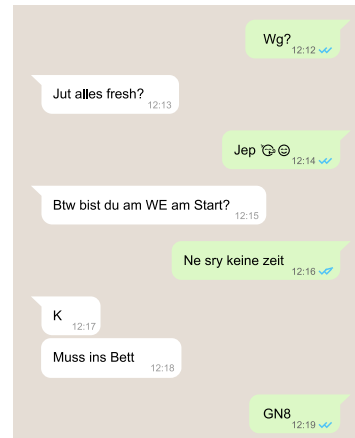 Wg?
12:12
Jut alles fresh?
12:13
Jep 😘😊
12:14
Btw bist du am WE am Start?
12:15
Ne sry keine zeit
12:16
K
12:17
Muss ins Bett
12:18
GN8
12:19